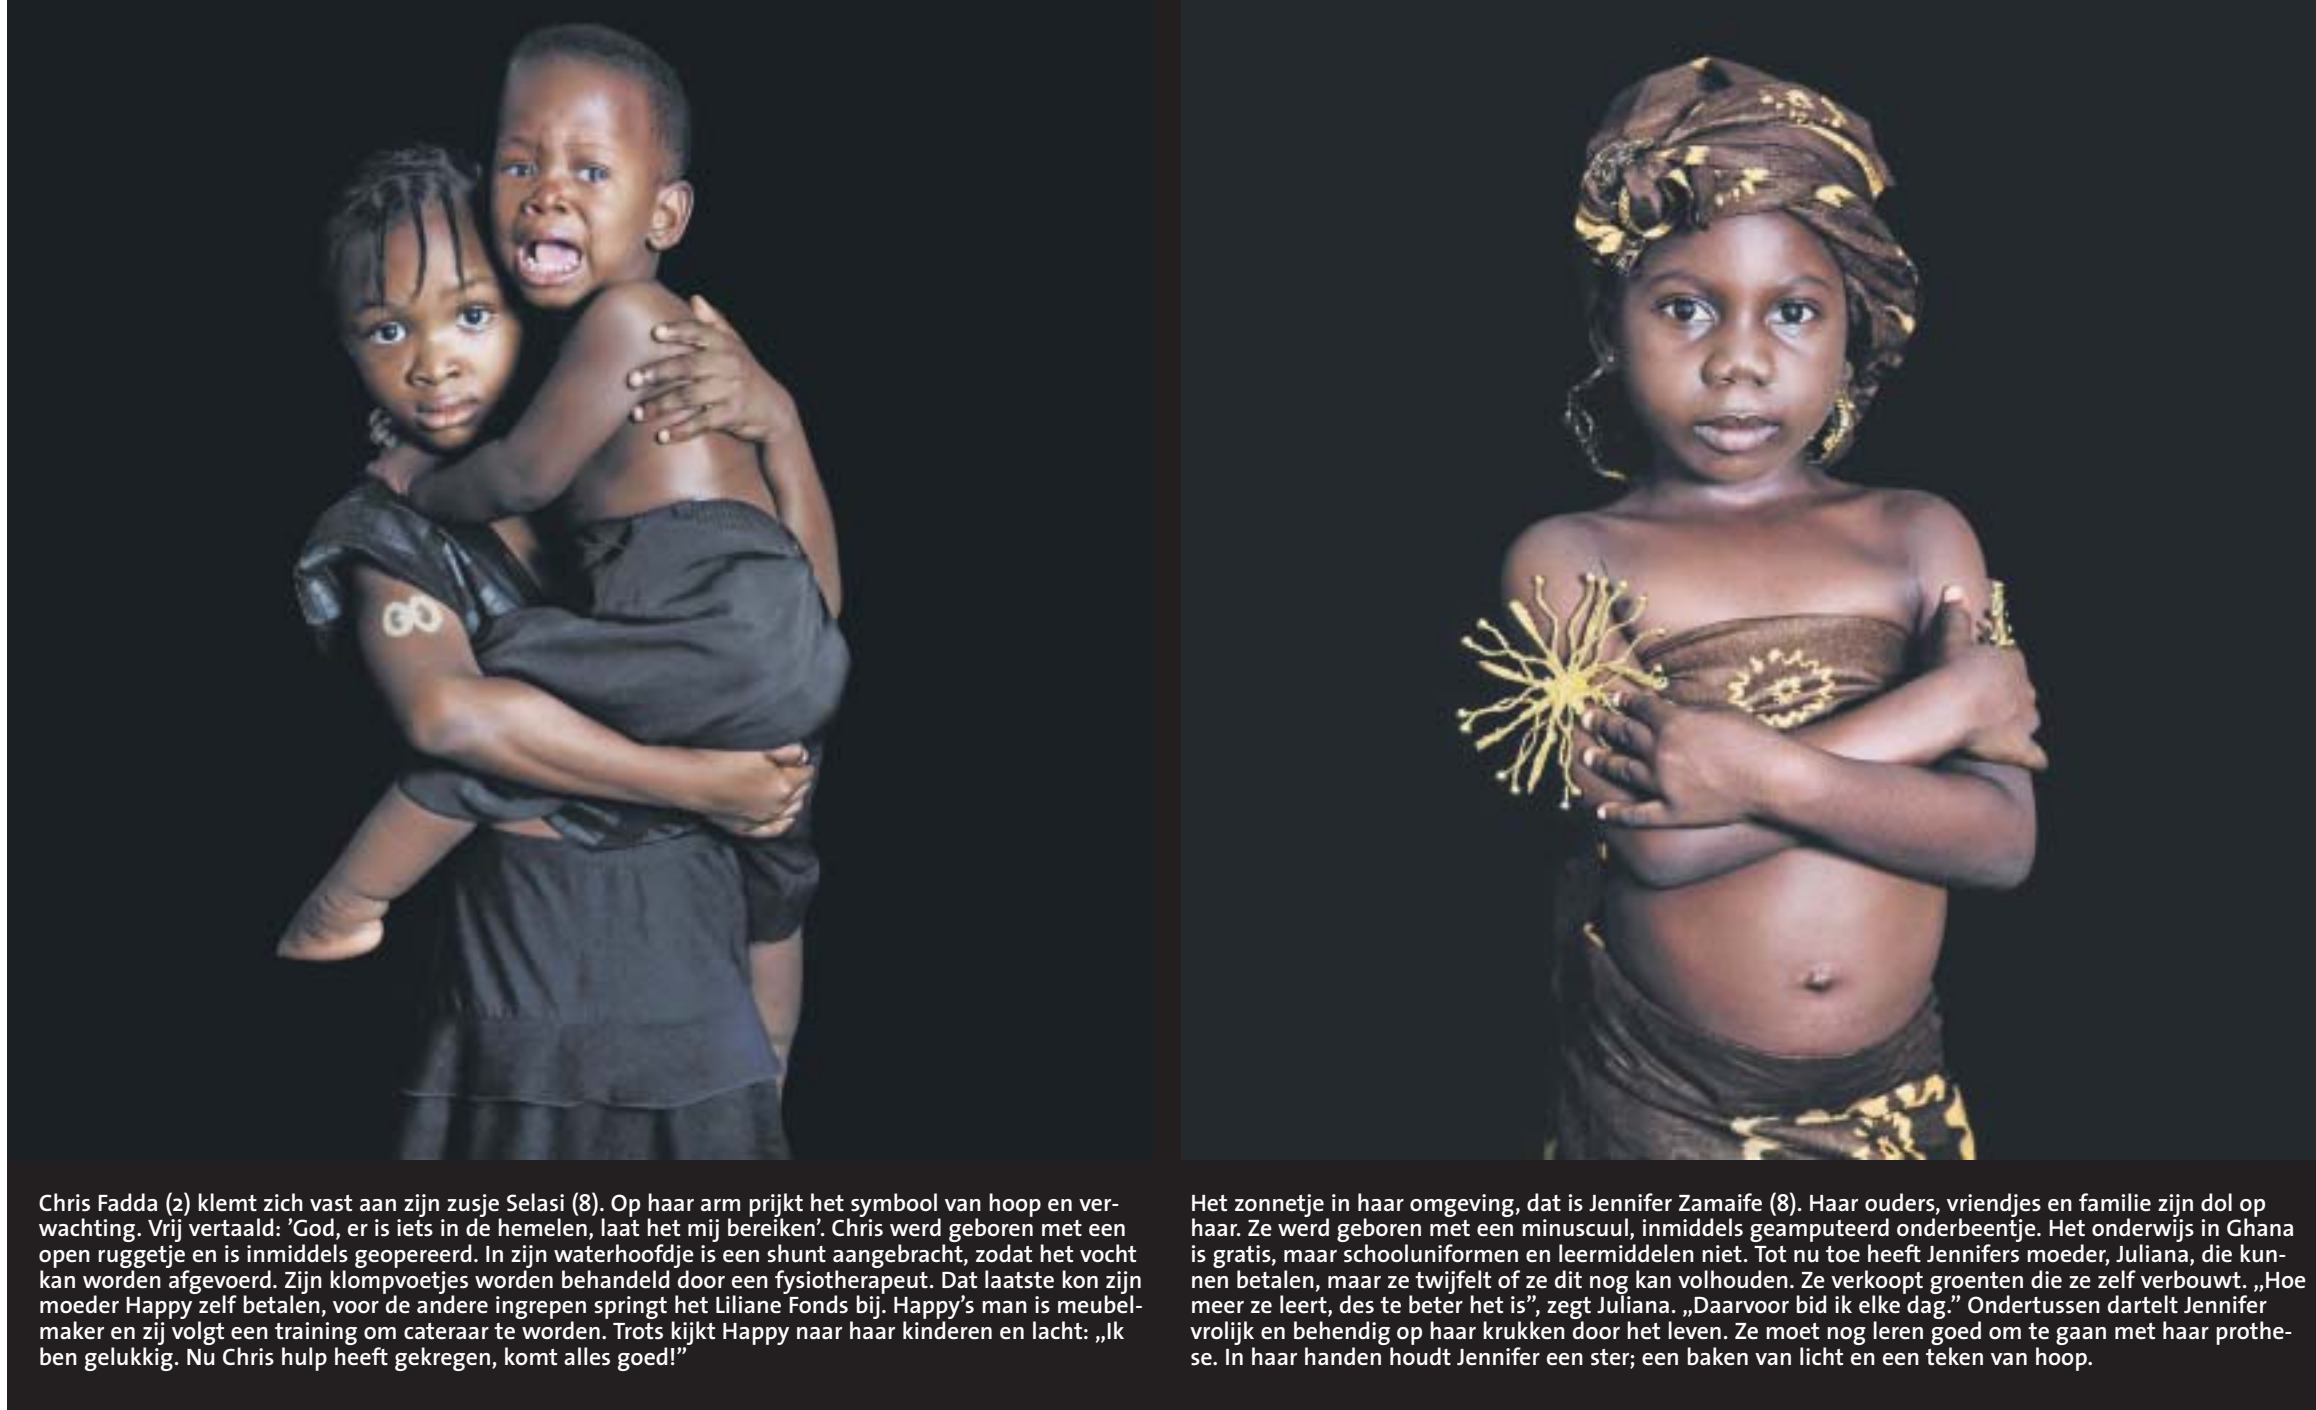 Chris Fadda (2) klemt zich vast aan zijn zusje Selasi (8). Op haar arm prijkt het symbool van hoop en ver-
wachting. Vrij vertaald: ’God, er is iets in de hemelen, laat het mij bereiken’. Chris werd geboren met een
open ruggetje en is inmiddels geopereerd. In zijn waterhoofdje is een shunt aangebracht, zodat het vocht
kan worden afgevoerd. Zijn klompvoetjes worden behandeld door een fysiotherapeut. Dat laatste kon zijn
moeder Happy zelf betalen, voor de andere ingrepen springt het Liliane Fonds bij. Happy’s man is meubel-
maker en zij volgt een training om cateraar te worden. Trots kijkt Happy naar haar kinderen en lacht: „Ik
ben gelukkig. Nu Chris hulp heeft gekregen, komt alles goed!”
Het zonnetje in haar omgeving, dat is Jennifer Zamaife (8). Haar ouders, vriendjes en familie zijn dol op
haar. Ze werd geboren met een minuscuul, inmiddels geamputeerd onderbeentje. Het onderwijs in Ghana
is gratis, maar schooluniformen en leermiddelen niet. Tot nu toe heeft Jennifers moeder, Juliana, die kun-
nen betalen, maar ze twijfelt of ze dit nog kan volhouden. Ze verkoopt groenten die ze zelf verbouwt. „Hoe
meer ze leert, des te beter het is”, zegt Juliana. „Daarvoor bid ik elke dag.” Ondertussen dartelt Jennifer
vrolijk en behendig op haar krukken door het leven. Ze moet nog leren goed om te gaan met haar prothe-
se. In haar handen houdt Jennifer een ster; een baken van licht en een teken van hoop.